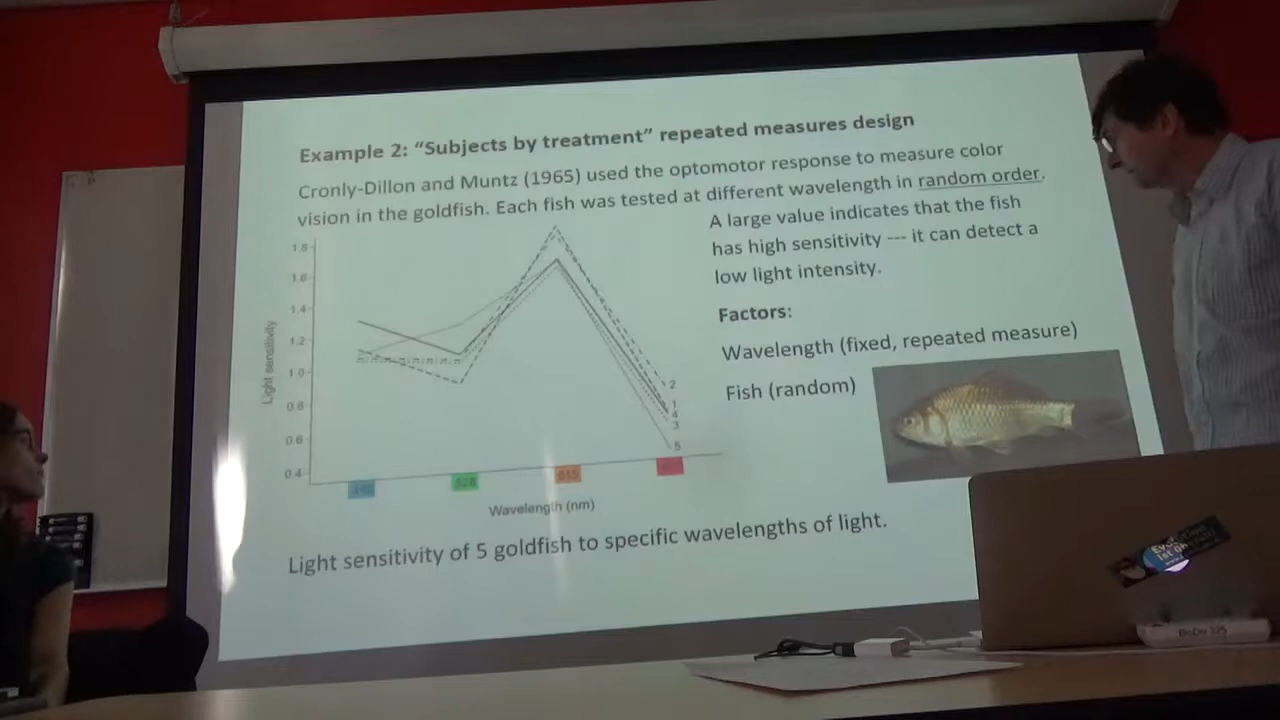 Example 2: “Subjects by treatment” repeated measures design
Cronly-Dillon and Muntz (1965) used the optomotor response to measure color
vision in the goldfish. Each fish was tested at different wavelength in random order.
A large value indicates that the fish
has high sensitivity --- it can detect a
low light intensity.
Factors:
Wavelength (fixed, repeated measure)
Fish (random)
Light sensitivity
1.8
1.6
1.4
1.2
1.0
0.8
0.6
0.4
2
1
4
3
5
528
615
Wavelength (nm)
Light sensitivity of 5 goldfish to specific wavelengths of light.
BioDiv 335